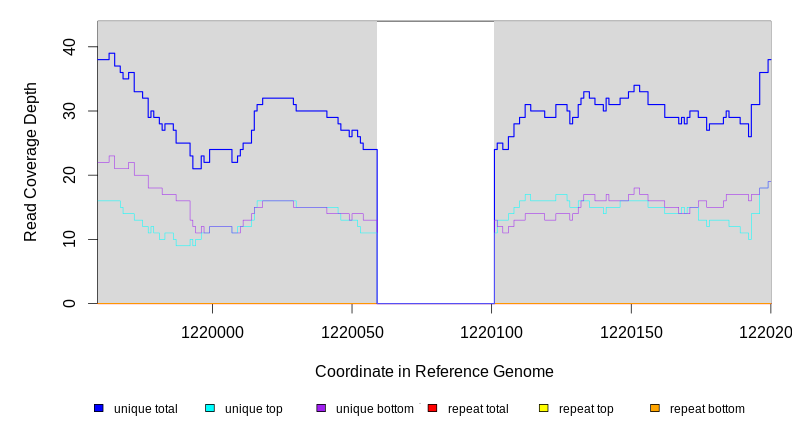 40
30
20
10
0
Read Coverage Depth
1220000
1220050
1220100
1220150
122020
Coordinate in Reference Genome
unique total
unique top
unique bottom
repeat total
repeat top
repeat bottom